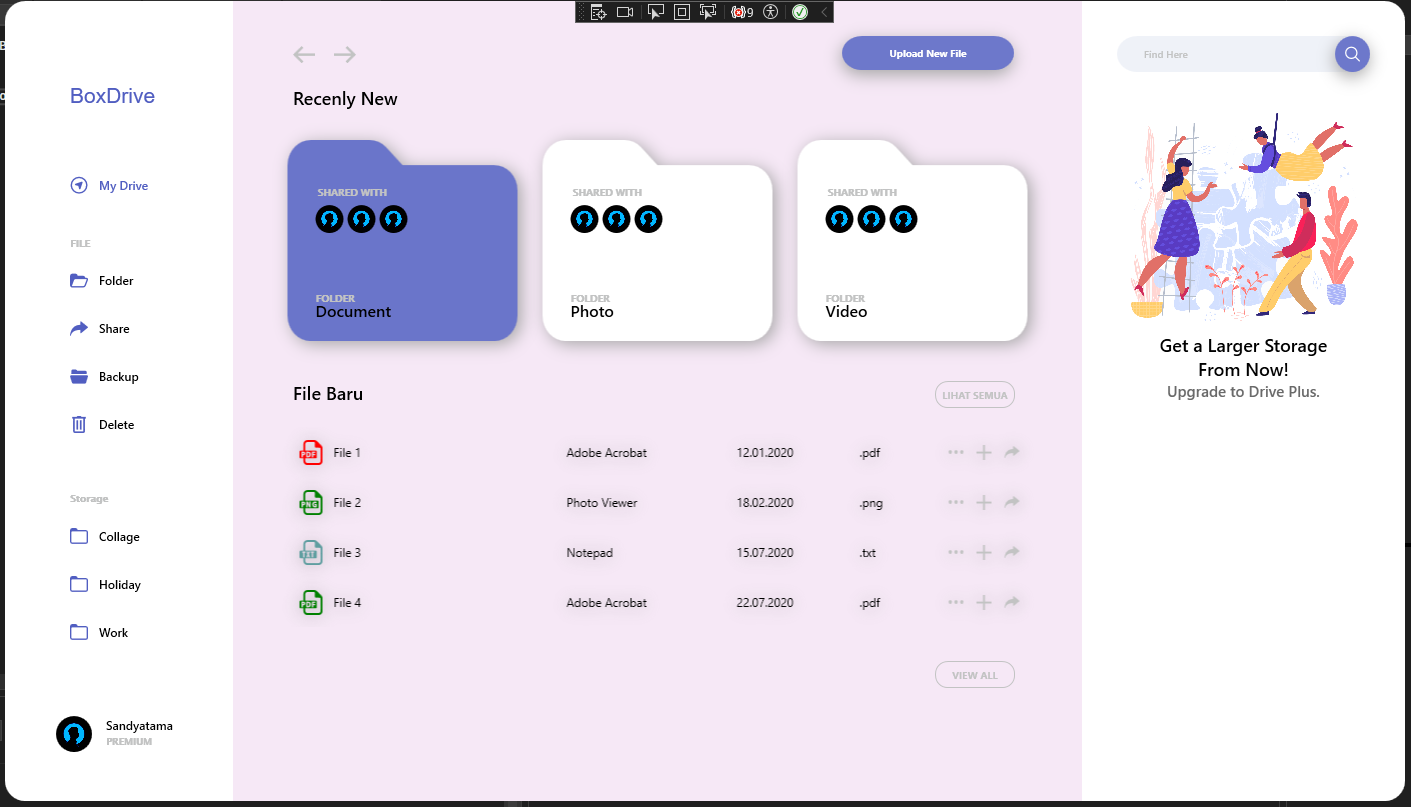 9
BoxDrive
My Drive
FILE
Folder
Share
Backup
Delete
Storage
Collage
Holiday
Work
Sandyatama
PREMIUM
Upload New File
Recenly New
SHARED WITH
FOLDER
Document
SHARED WITH
FOLDER
Photo
SHARED WITH
FOLDER
Video
File Baru
LIHAT SEMUA
PDF File 1 Adobe Acrobat 12.01.2020 .pdf
PNG File 2 Photo Viewer 18.02.2020 .png
TXT File 3 Notepad 15.07.2020 .txt
PDF File 4 Adobe Acrobat 22.07.2020 .pdf
VIEW ALL
Find Here
Get a Larger Storage
From Now!
Upgrade to Drive Plus.